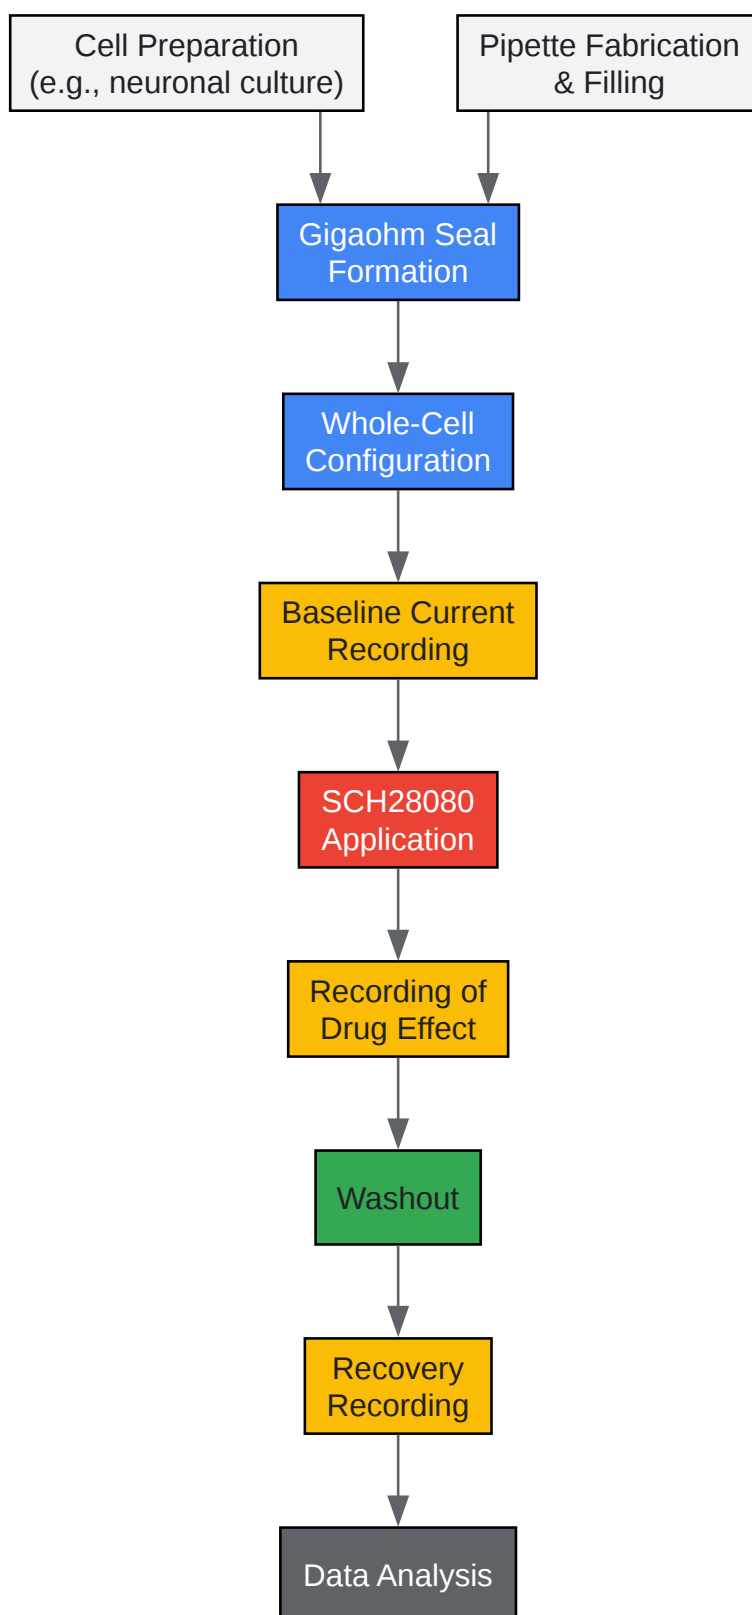 Cell Preparation
(e.g., neuronal culture)
Pipette Fabrication
& Filling
Gigaohm Seal
Formation
Whole-Cell
Configuration
Baseline Current
Recording
SCH28080
Application
Recording of
Drug Effect
Washout
Recovery
Recording
Data Analysis